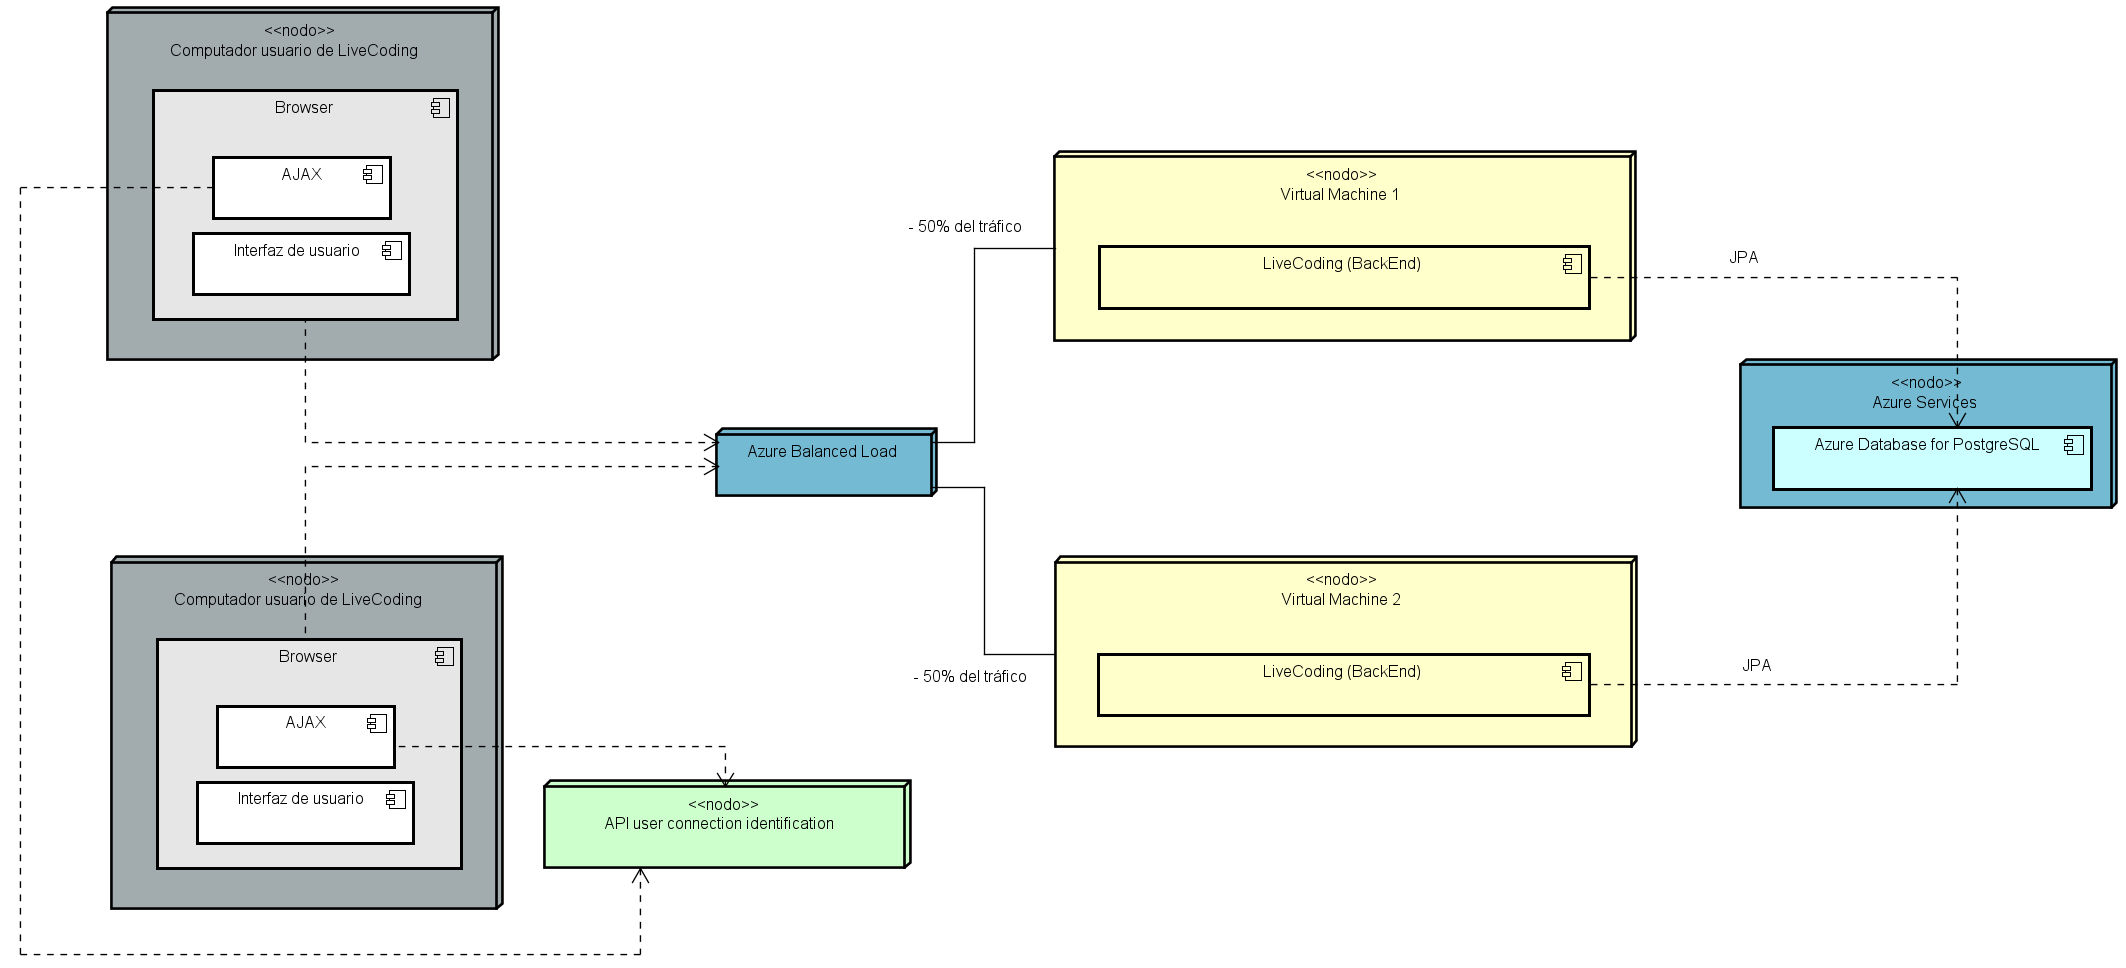 <<nodo>>
Computador usuario de LiveCoding
Browser
AJAX
Interfaz de usuario
<<nodo>>
Virtual Machine 1
- 50% del tráfico
LiveCoding (BackEnd)
JPA
<<nodo>>
Azure Services
Azure Database for PostgreSQL
Azure Balanced Load
<<nodo>>
Computador usuario de LiveCoding
Browser
AJAX
Interfaz de usuario
<<nodo>>
Virtual Machine 2
- 50% del tráfico
LiveCoding (BackEnd)
JPA
<<nodo>>
API user connection identification